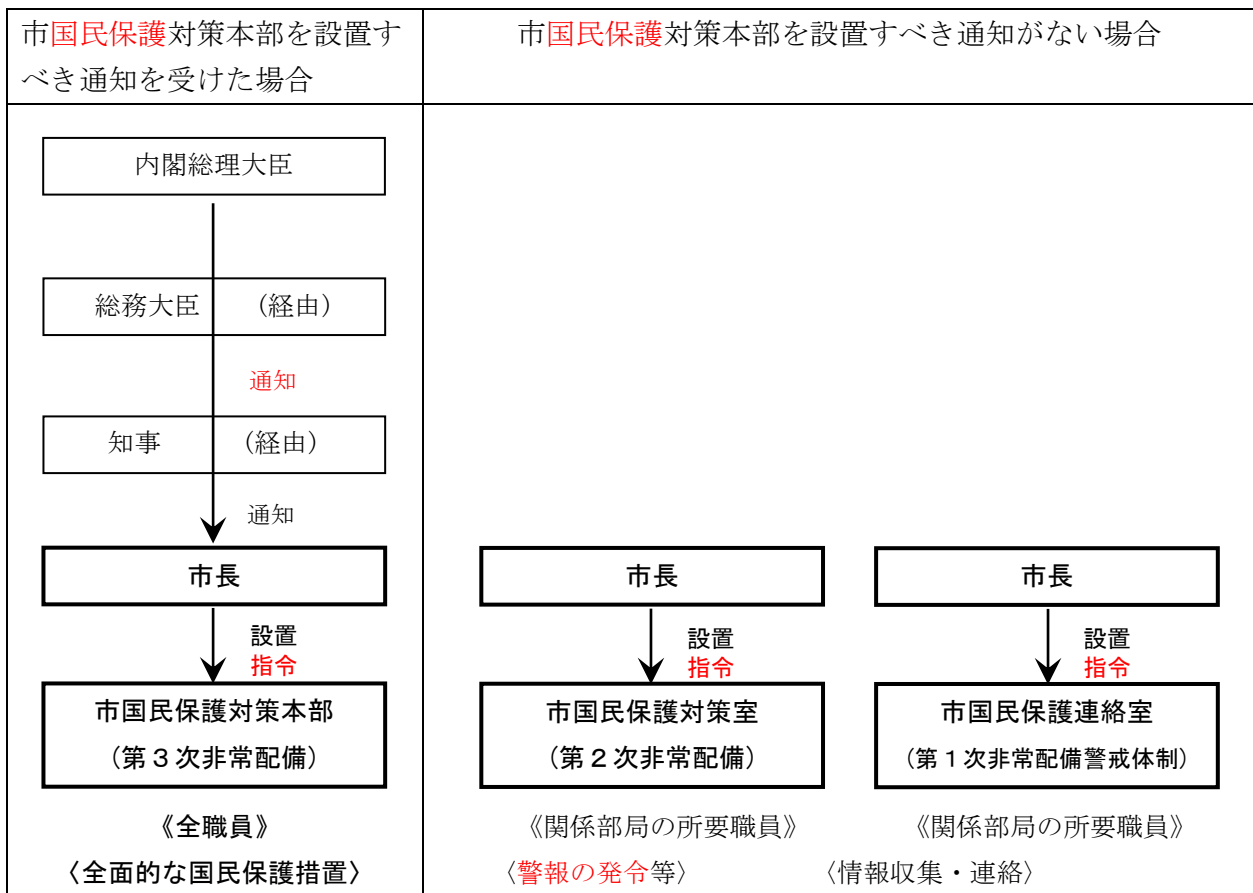 市国民保護対策本部を設置す
べき通知を受けた場合
市国民保護対策本部を設置すべき通知がない場合
内閣総理大臣
総務大臣 (経由)
通知
知事 (経由)
通知
市長
設置
指令
市国民保護対策本部
(第3次非常配備)
《全職員》
〈全面的な国民保護措置〉
市長
設置
指令
市国民保護対策室
(第2次非常配備)
《関係部局の所要職員》
〈警報の発令等〉
市長
設置
指令
市国民保護連絡室
(第1次非常配備警戒体制)
《関係部局の所要職員》
〈情報収集・連絡〉